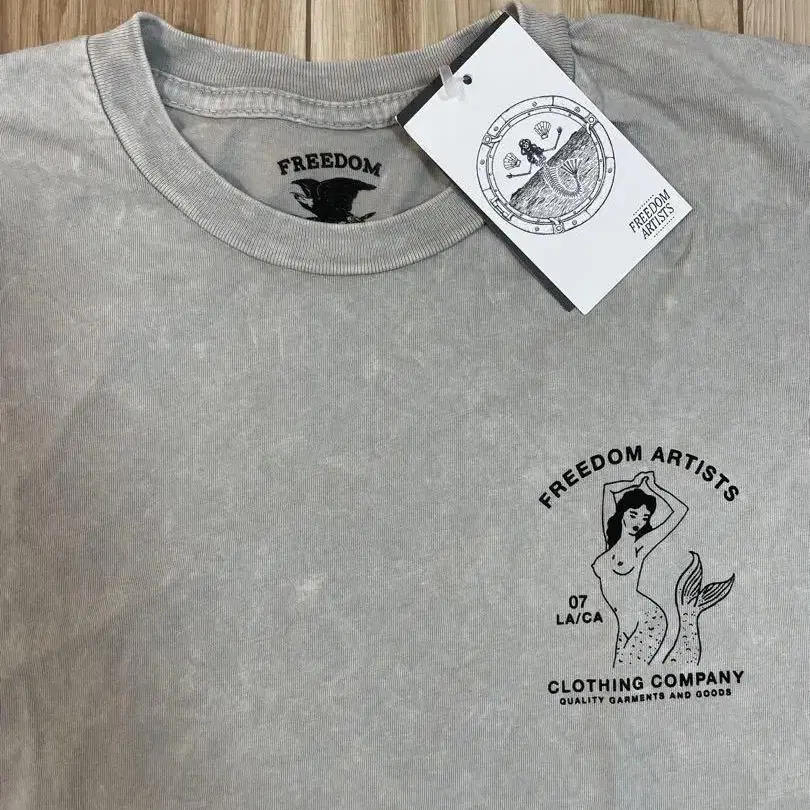 FREEDOM
FREEDOM
ARTISTS
FREEDOM ARTISTS
07
LA/CA
CLOTHING COMPANY
QUALITY GARMENTS AND GOODS